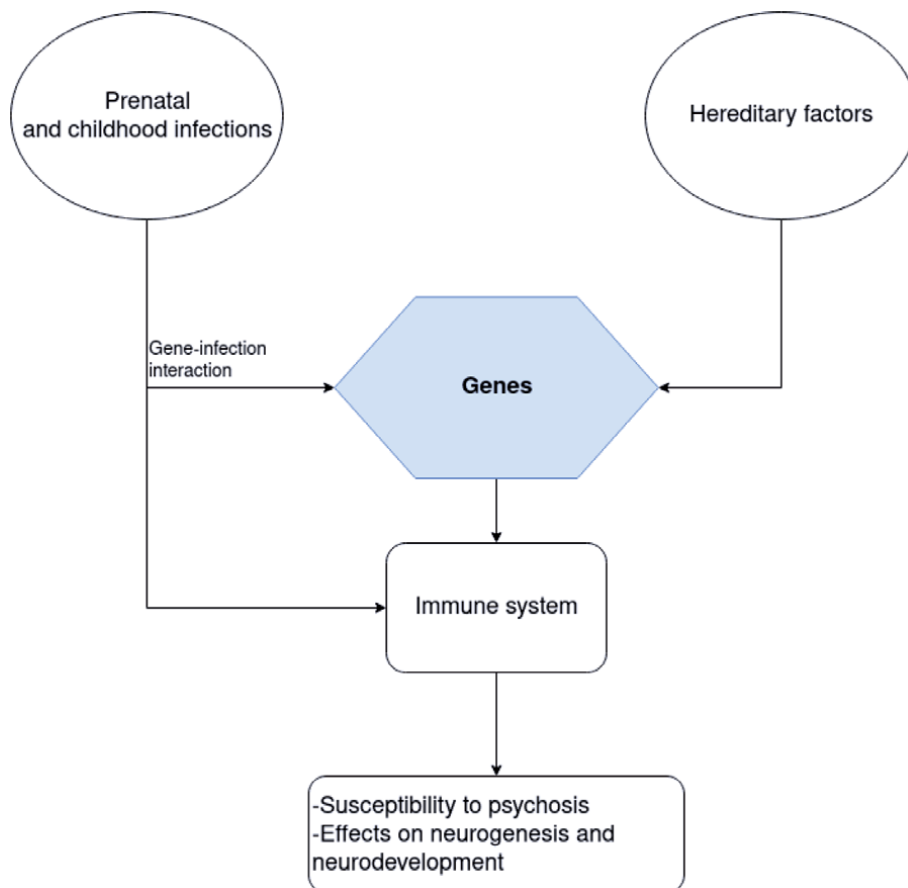 Prenatal
and childhood infections
Hereditary factors
Gene-infection
interaction
Genes
Immune system
-Susceptibility to psychosis
-Effects on neurogenesis and
neurodevelopment